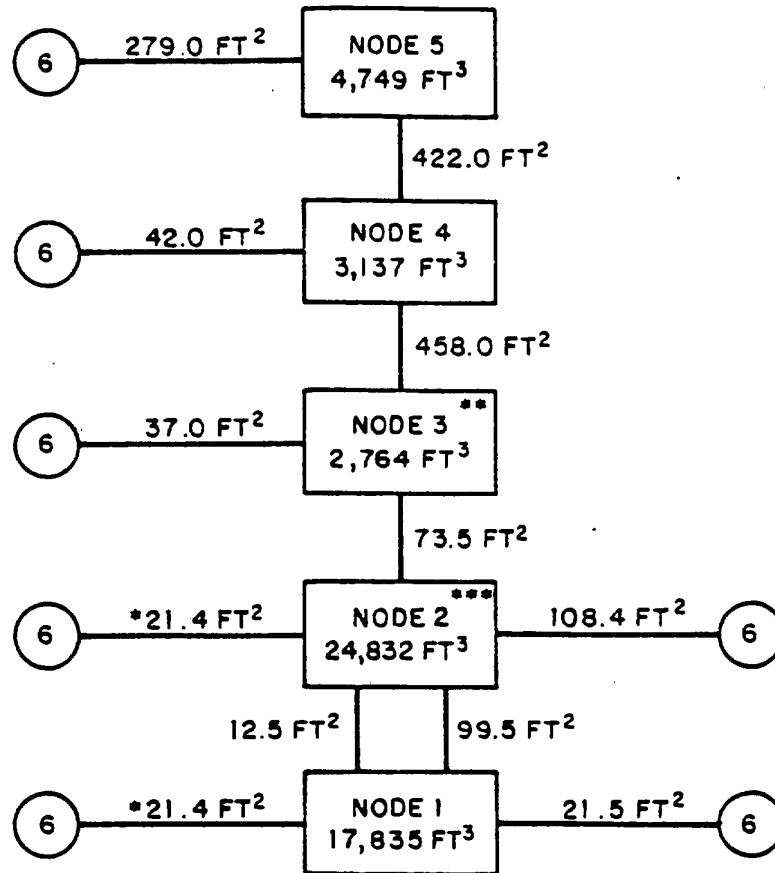 6
279.0 FT²
NODE 5
4,749 FT³
422.0 FT²
6
42.0 FT²
NODE 4
3,137 FT³
458.0 FT²
6
37.0 FT²
NODE 3 **
2,764 FT³
73.5 FT²
6
*21.4 FT²
NODE 2 ***
24,832 FT³
108.4 FT²
6
12.5 FT²
99.5 FT²
6
*21.4 FT²
NODE 1
17,835 FT³
21.5 FT²
6